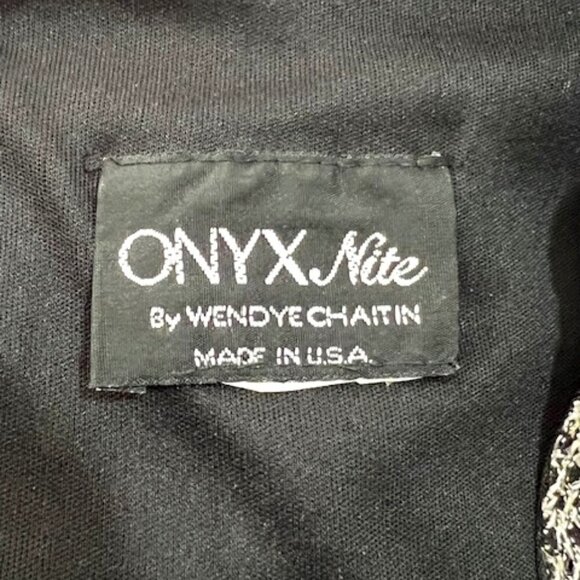 ONYX Nite
By WENDYE CHAITIN
MADE IN U.S.A.